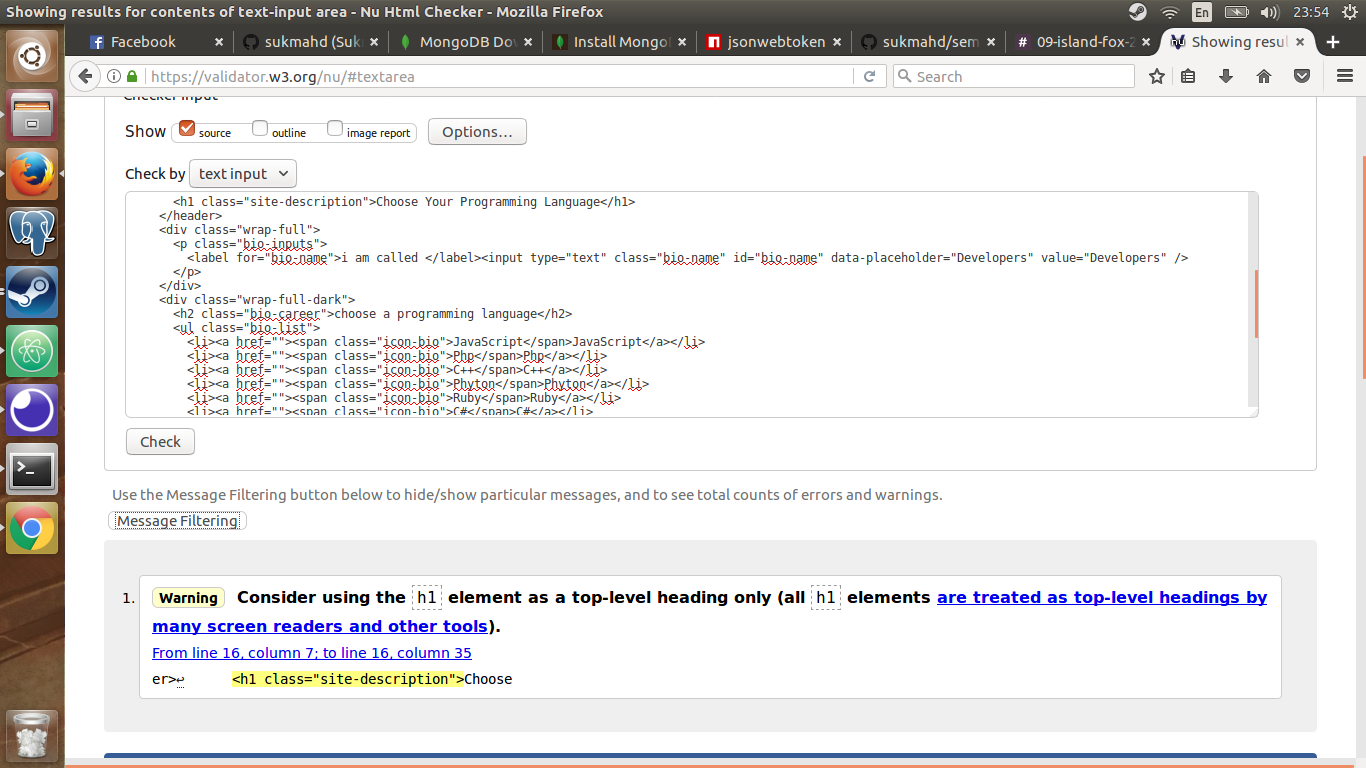 Showing results for contents of text-input area - Nu Html Checker - Mozilla Firefox
En
23:54
Facebook
sukmahd (Suk
MongoDB Dov
Install Mongo
jsonwebtoken
sukmahd/sem
09-island-fox-2
Showing resul
https://validator.w3.org/nu/#textarea
Search
Checker Input
Show source outline image report Options...
Check by text input
<h1 class="site-description">Choose Your Programming Language</h1>
</header>
<div class="wrap-full">
<p class="bio-inputs">
<label for="bio-name">i am called </label><input type="text" class="bio-name" id="bio-name" data-placeholder="Developers" value="Developers" />
</p>
</div>
<div class="wrap-full-dark">
<h2 class="bio-career">choose a programming language</h2>
<ul class="bio-list">
<li><a href=""><span class="icon-bio">JavaScript</span>JavaScript</a></li>
<li><a href=""><span class="icon-bio">Php</span>Php</a></li>
<li><a href=""><span class="icon-bio">C++</span>C++</a></li>
<li><a href=""><span class="icon-bio">Phyton</span>Phyton</a></li>
<li><a href=""><span class="icon-bio">Ruby</span>Ruby</a></li>
<li><a href=""><span class="icon-bio">C#</span>C#</a></li>
Check
Use the Message Filtering button below to hide/show particular messages, and to see total counts of errors and warnings.
Message Filtering
1. Warning Consider using the h1 element as a top-level heading only (all h1 elements are treated as top-level headings by
many screen readers and other tools).
From line 16, column 7; to line 16, column 35
er>↩ <h1 class="site-description">Choose